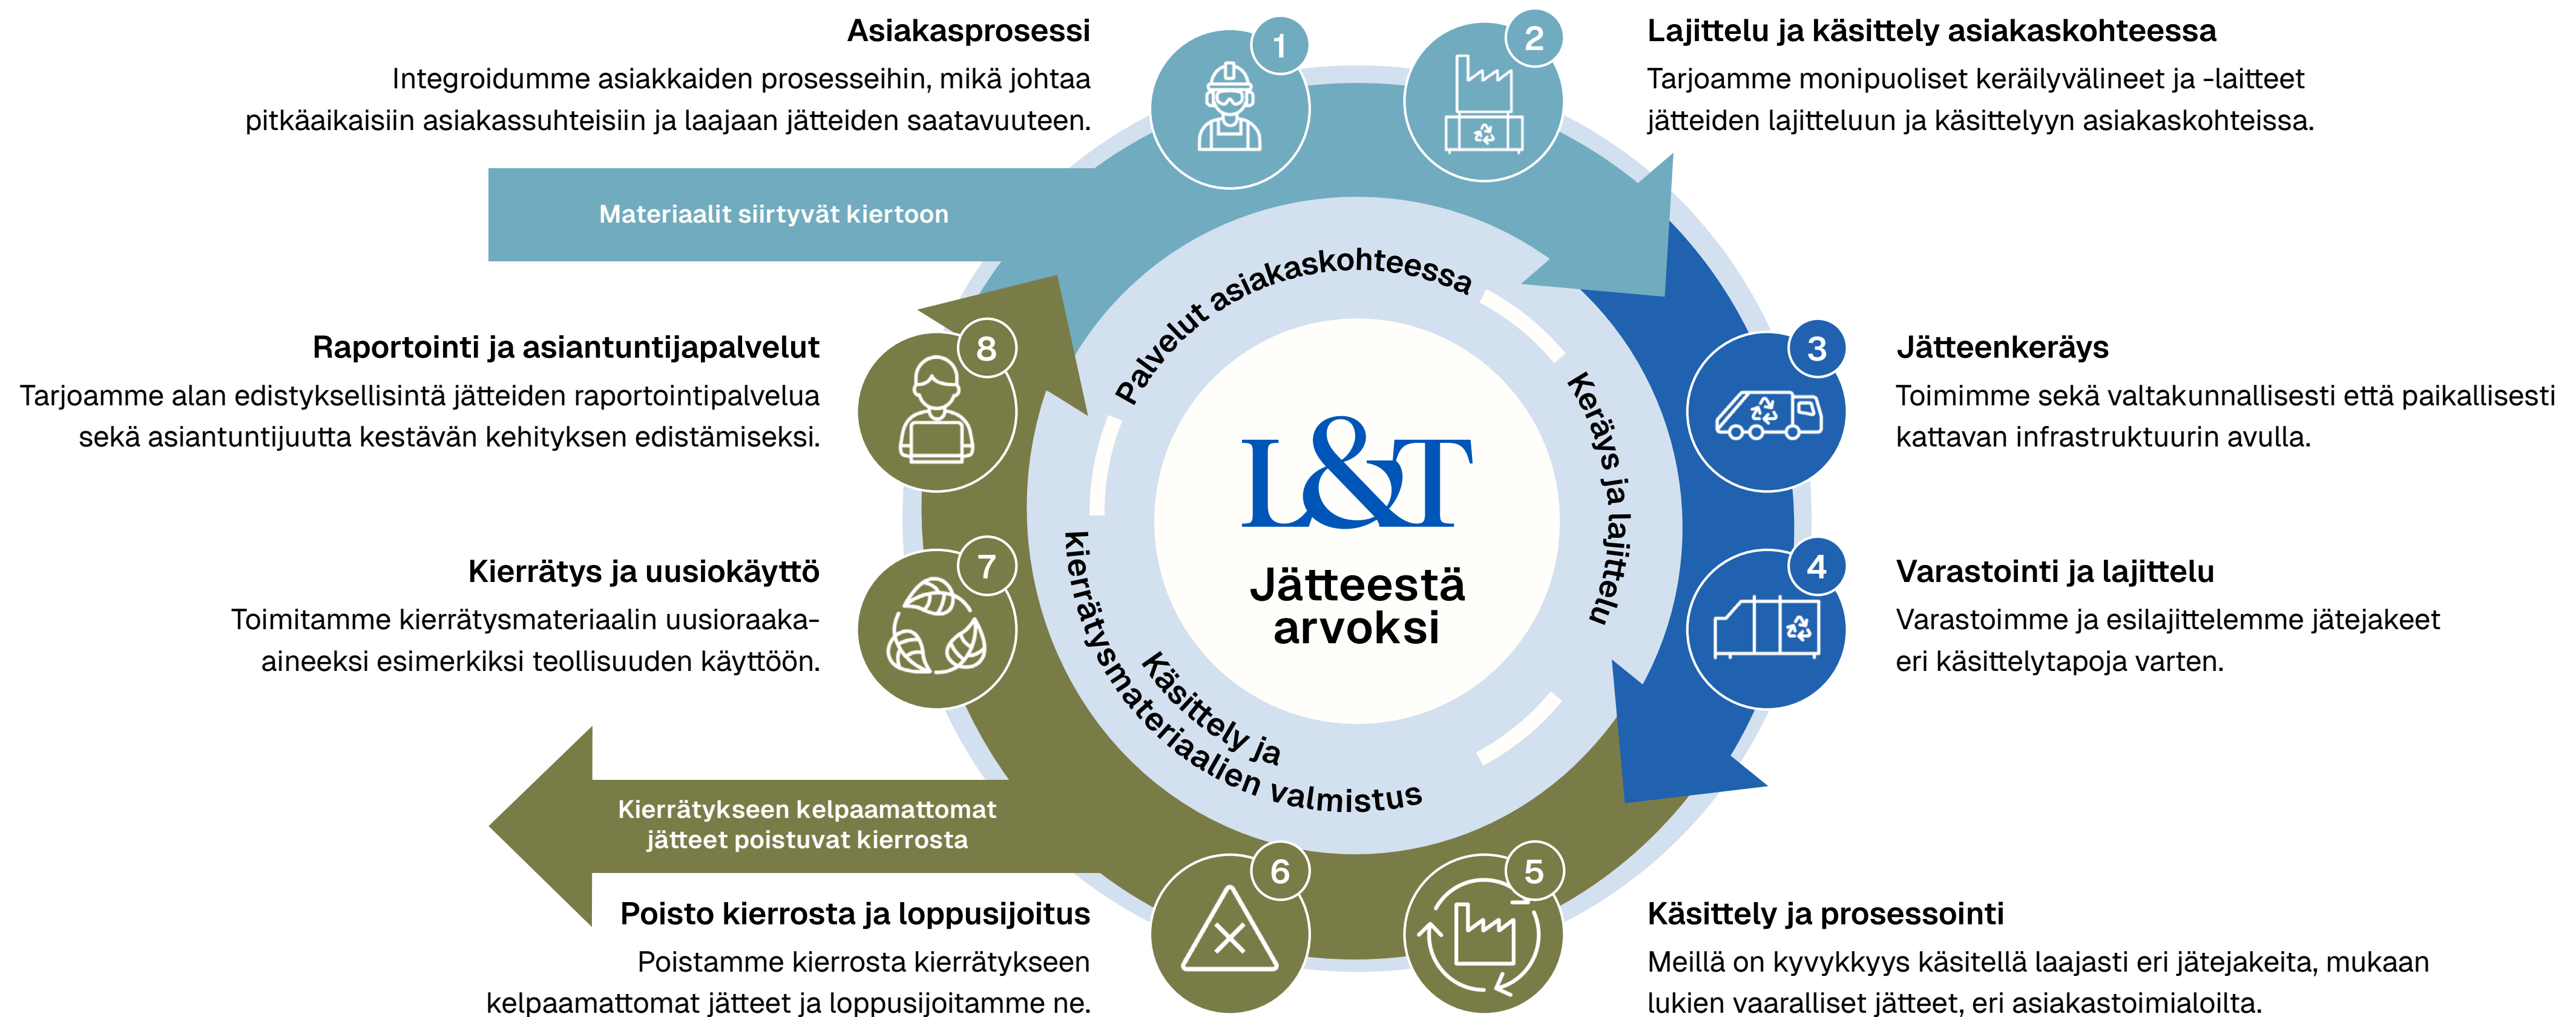 Asiakasprosessi
Integroidumme asiakkaiden prosesseihin, mikä johtaa
pitkäaikaisiin asiakassuhteisiin ja laajaan jätteiden saatavuuteen.
1
2
Lajittelu ja käsittely asiakaskohteessa
Tarjoamme monipuoliset keräilyvälineet ja -laitteet
jätteiden lajitteluun ja käsittelyyn asiakaskohteissa.
Materiaalit siirtyvät kiertoon
Palvelut asiakaskohteessa
3
Jätteenkeräys
Toimimme sekä valtakunnallisesti että paikallisesti
kattavan infrastruktuurin avulla.
Keräys ja lajittelu
4
Varastointi ja lajittelu
Varastoimme ja esilajittelemme jätejakeet
eri käsittelytapoja varten.
L&T
Jätteestä
arvoksi
Käsittely ja
kierrätysmateriaalien valmistus
5
Käsittely ja prosessointi
Meillä on kyvykkyys käsitellä laajasti eri jätejakeita, mukaan
lukien vaaralliset jätteet, eri asiakastoimialoilta.
6
Kierrätykseen kelpaamattomat
jätteet poistuvat kierrosta
Poisto kierrosta ja loppusijoitus
Poistamme kierrosta kierrätykseen
kelpaamattomat jätteet ja loppusijoitamme ne.
7
Kierrätys ja uusiokäyttö
Toimitamme kierrätysmateriaalin uusioraaka-
aineeksi esimerkiksi teollisuuden käyttöön.
8
Raportointi ja asiantuntijapalvelut
Tarjoamme alan edistyksellisintä jätteiden raportointipalvelua
sekä asiantuntijuutta kestävän kehityksen edistämiseksi.